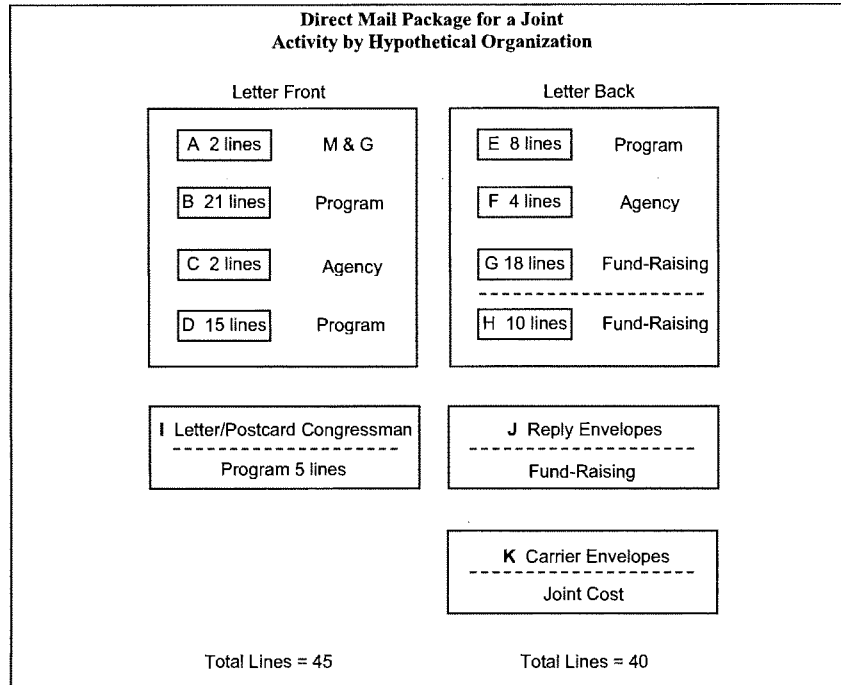 Direct Mail Package for a Joint
Activity by Hypothetical Organization
Letter Front
A 2 lines M & G
B 21 lines Program
C 2 lines Agency
D 15 lines Program
Letter Back
E 8 lines Program
F 4 lines Agency
G 18 lines Fund-Raising
H 10 lines Fund-Raising
I Letter/Postcard Congressman
Program 5 lines
J Reply Envelopes
Fund-Raising
K Carrier Envelopes
Joint Cost
Total Lines = 45
Total Lines = 40